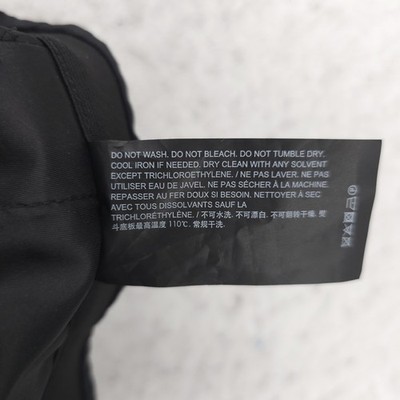 DO NOT WASH. DO NOT BLEACH. DO NOT TUMBLE DRY.
COOL IRON IF NEEDED. DRY CLEAN WITH ANY SOLVENT
EXCEPT TRICHLOROETHYLENE. / NE PAS LAVER. NE PAS
UTILISER EAU DE JAVEL. NE PAS SÉCHER À LA MACHINE.
REPASSER AU FER DOUX SI BESOIN. NETTOYER À SEC
AVEC TOUS DISSOLVANTS SAUF LA
TRICHLORÉTHYLÈNE. / 不可水洗. 不可漂白. 不可翻转干燥. 熨
斗底板最高温度 110℃. 常规干洗.